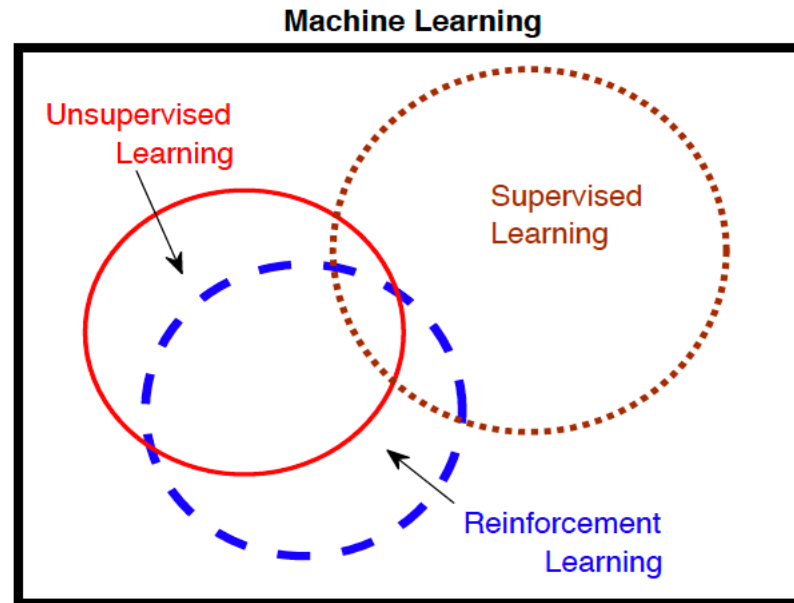 Machine Learning
Unsupervised
Learning
Supervised
Learning
Reinforcement
Learning